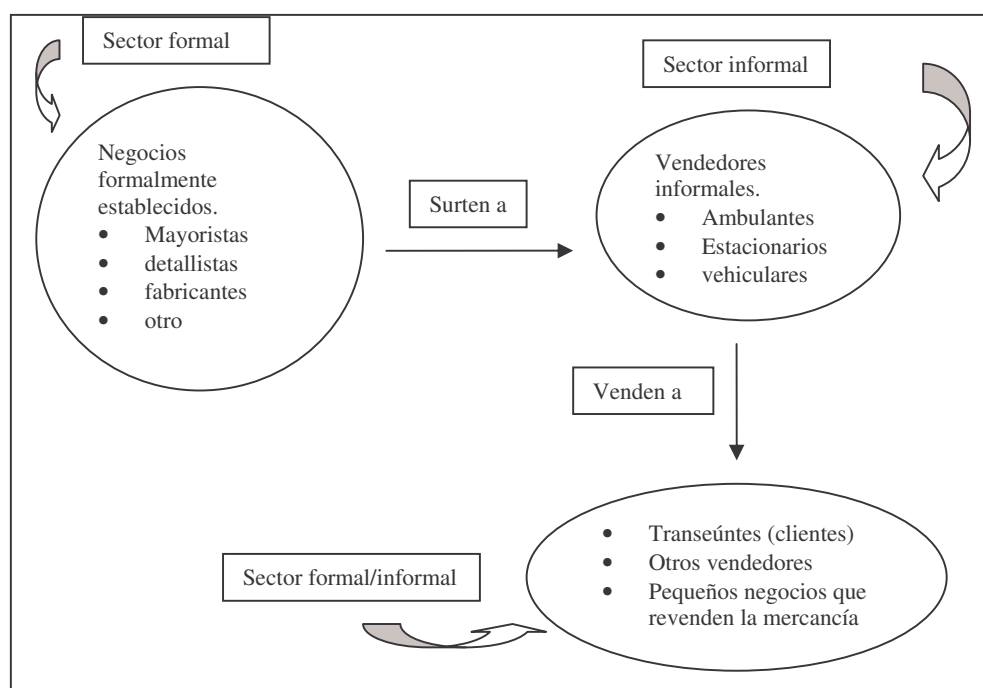 Sector formal
Sector informal
Negocios
formalmente
establecidos.
• Mayoristas
• detallistas
• fabricantes
• otro
Surten a
Vendedores
informales.
• Ambulantes
• Estacionarios
• vehiculares
Venden a
Sector formal/informal
• Transeúntes (clientes)
• Otros vendedores
• Pequeños negocios que
revenden la mercancía